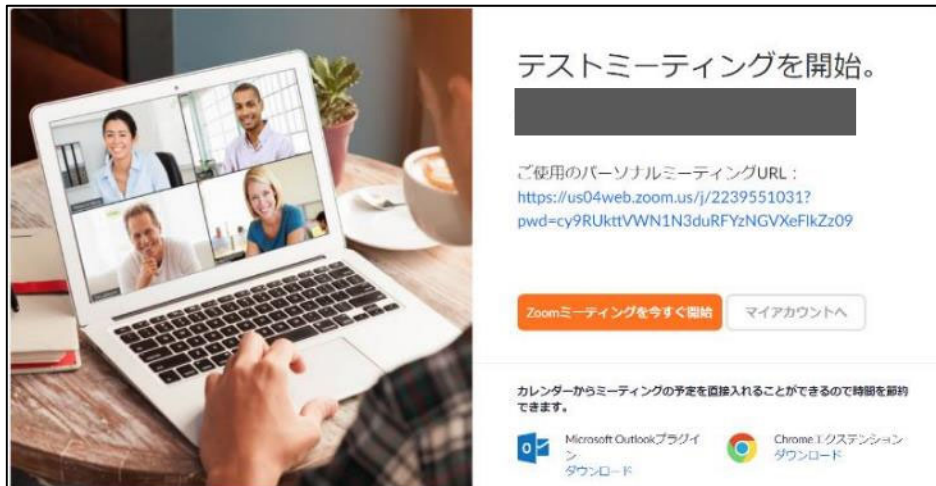 テストミーティングを開始。
ご使用のパーソナルミーティングURL：
https://us04web.zoom.us/j/2239551031?
pwd=cy9RUkttVWN1N3duRFYzNGVXeFlkZz09
Zoomミーティングを今すぐ開始
マイアカウントへ
カレンダーからミーティングの予定を直接入れることができるので時間を節約
できます。
Microsoft Outlookプラグイ
ン
ダウンロード
Chromeエクステンション
ダウンロード